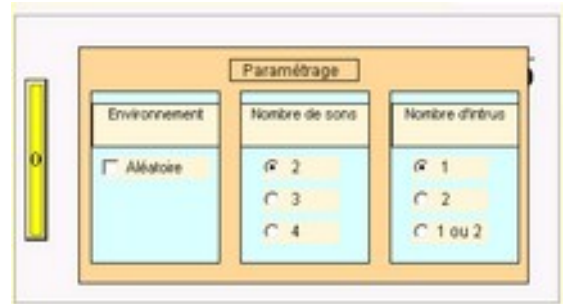 Paramétrage
Environnement
Aléatoire
Nombre de sons
2
3
4
Nombre d'intrus
1
2
1 ou 2
0